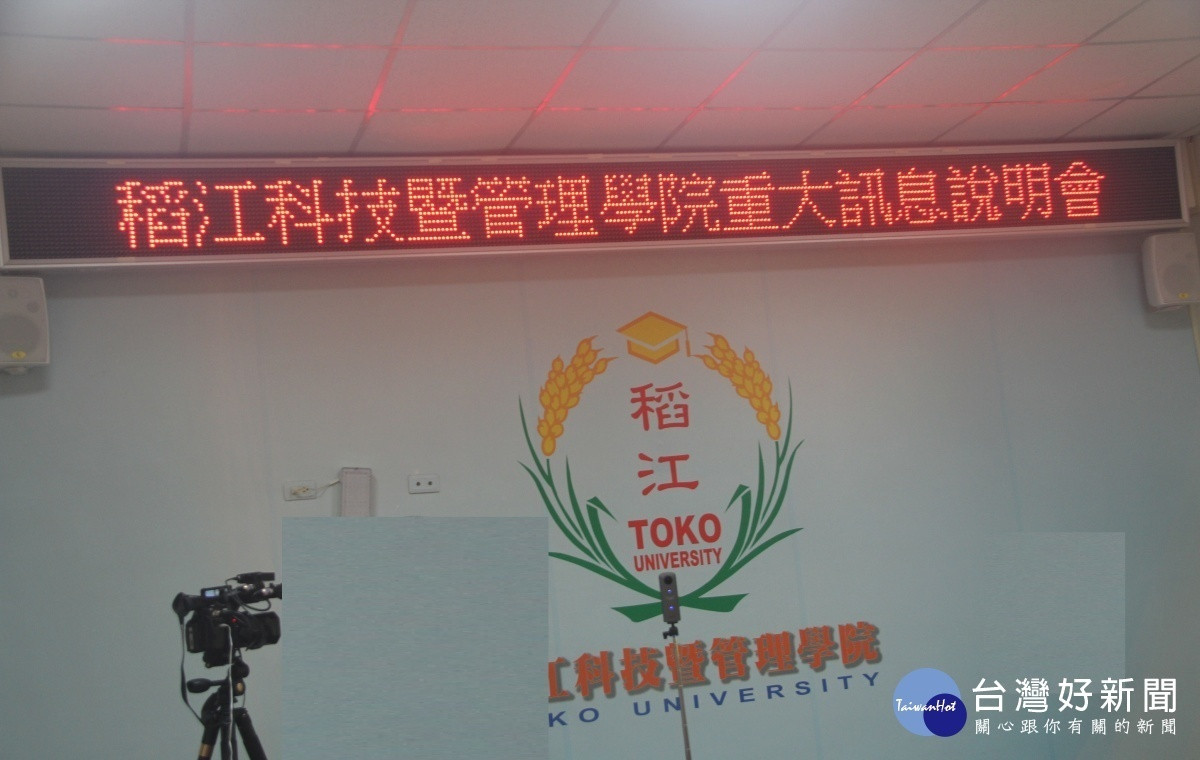 稻江科技暨管理學院重大訊息說明會
稻
江
TOKO
UNIVERSITY
江科技暨管理學院
KO UNIVERSITY
TaiwanHot
台灣好新聞
關心跟你有關的新聞